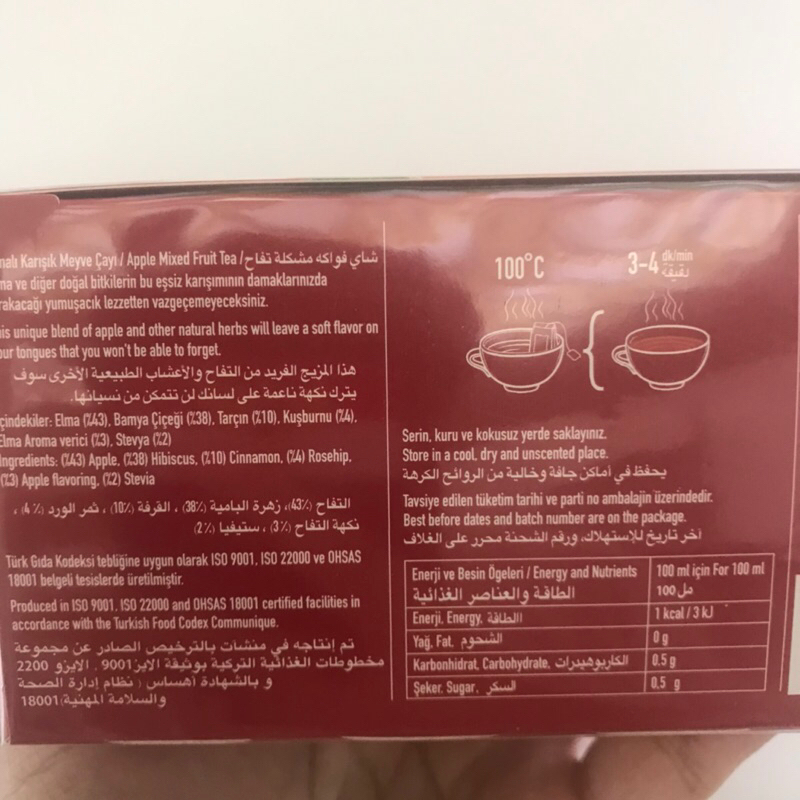 malı Karışık Meyve Çayı / Apple Mixed Fruit Tea / شاي فواكه مشكلة تفاح
ma ve diğer doğal bitkilerin bu eşsiz karışımının damaklarınızda
rakacağı yumuşacık lezzetten vazgeçemeyeceksiniz.
is unique blend of apple and other natural herbs will leave a soft flavor on
our tongues that you won't be able to forget.
هذا المزيج الفريد من التفاح والأعشاب الطبيعية الأخرى سوف
يترك نكهة ناعمة على لسانك لن تتمكن من نسيانها.
çindekiler: Elma (%43), Bamya Çiçeği (%38), Tarçın (%10), Kuşburnu (%4),
Elma Aroma verici (%3), Stevya (%2)
Ingredients: (%43) Apple, (%38) Hibiscus, (%10) Cinnamon, (%4) Rosehip,
(%3) Apple flavoring, (%2) Stevia
التفاح (43%)، زهرة البامية (38%) ، القرفة (10%) ، ثمر الورد (4%) ،
نكهة التفاح (3%) ، ستيفيا (2%)
Türk Gıda Kodeksi tebliğine uygun olarak ISO 9001, ISO 22000 ve OHSAS
18001 belgeli tesislerde üretilmiştir.
Produced in ISO 9001, ISO 22000 and OHSAS 18001 certified facilities in
accordance with the Turkish Food Codex Communique.
تم إنتاجه في منشآت بالترخيص الصادر عن مجموعة
مخطوطات الغذائية التركية بوثيقة الايز 9001 , الايزو 2200
و بالشهادة أهساس ( نظام إدارة الصحة
والسلامة المهنية)18001
100°C
3-4 dk/min
دقيقة
Serin, kuru ve kokusuz yerde saklayınız.
Store in a cool, dry and unscented place.
يحفظ في أماكن جافة وخالية من الروائح الكرهة
Tavsiye edilen tüketim tarihi ve parti no ambalajın üzerindedir.
Best before dates and batch number are on the package.
آخر تاريخ للإستهلاك، ورقم الشحنة محرر على الغلاف
Enerji ve Besin Ögeleri / Energy and Nutrients 100 ml için For 100 ml
الطاقة والعناصر الغذائية 100 مل
Enerji, Energy, الطاقة 1 kcal / 3 kJ
Yağ, Fat, الشحوم 0 g
Karbonhidrat, Carbohydrate, الكاربوهيدرات 0,5 g
Şeker, Sugar, السكر 0,5 g